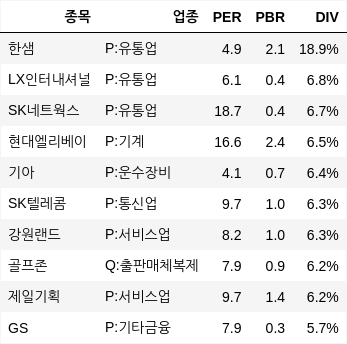 종목 업종 PER PBR DIV
한샘 P:유통업 4.9 2.1 18.9%
LX인터내셔널 P:유통업 6.1 0.4 6.8%
SK네트웍스 P:유통업 18.7 0.4 6.7%
현대엘리베이 P:기계 16.6 2.4 6.5%
기아 P:운수장비 4.1 0.7 6.4%
SK텔레콤 P:통신업 9.7 1.0 6.3%
강원랜드 P:서비스업 8.2 1.0 6.3%
골프존 Q:출판매체복제 7.9 0.9 6.2%
제일기획 P:서비스업 9.7 1.4 6.2%
GS P:기타금융 7.9 0.3 5.7%